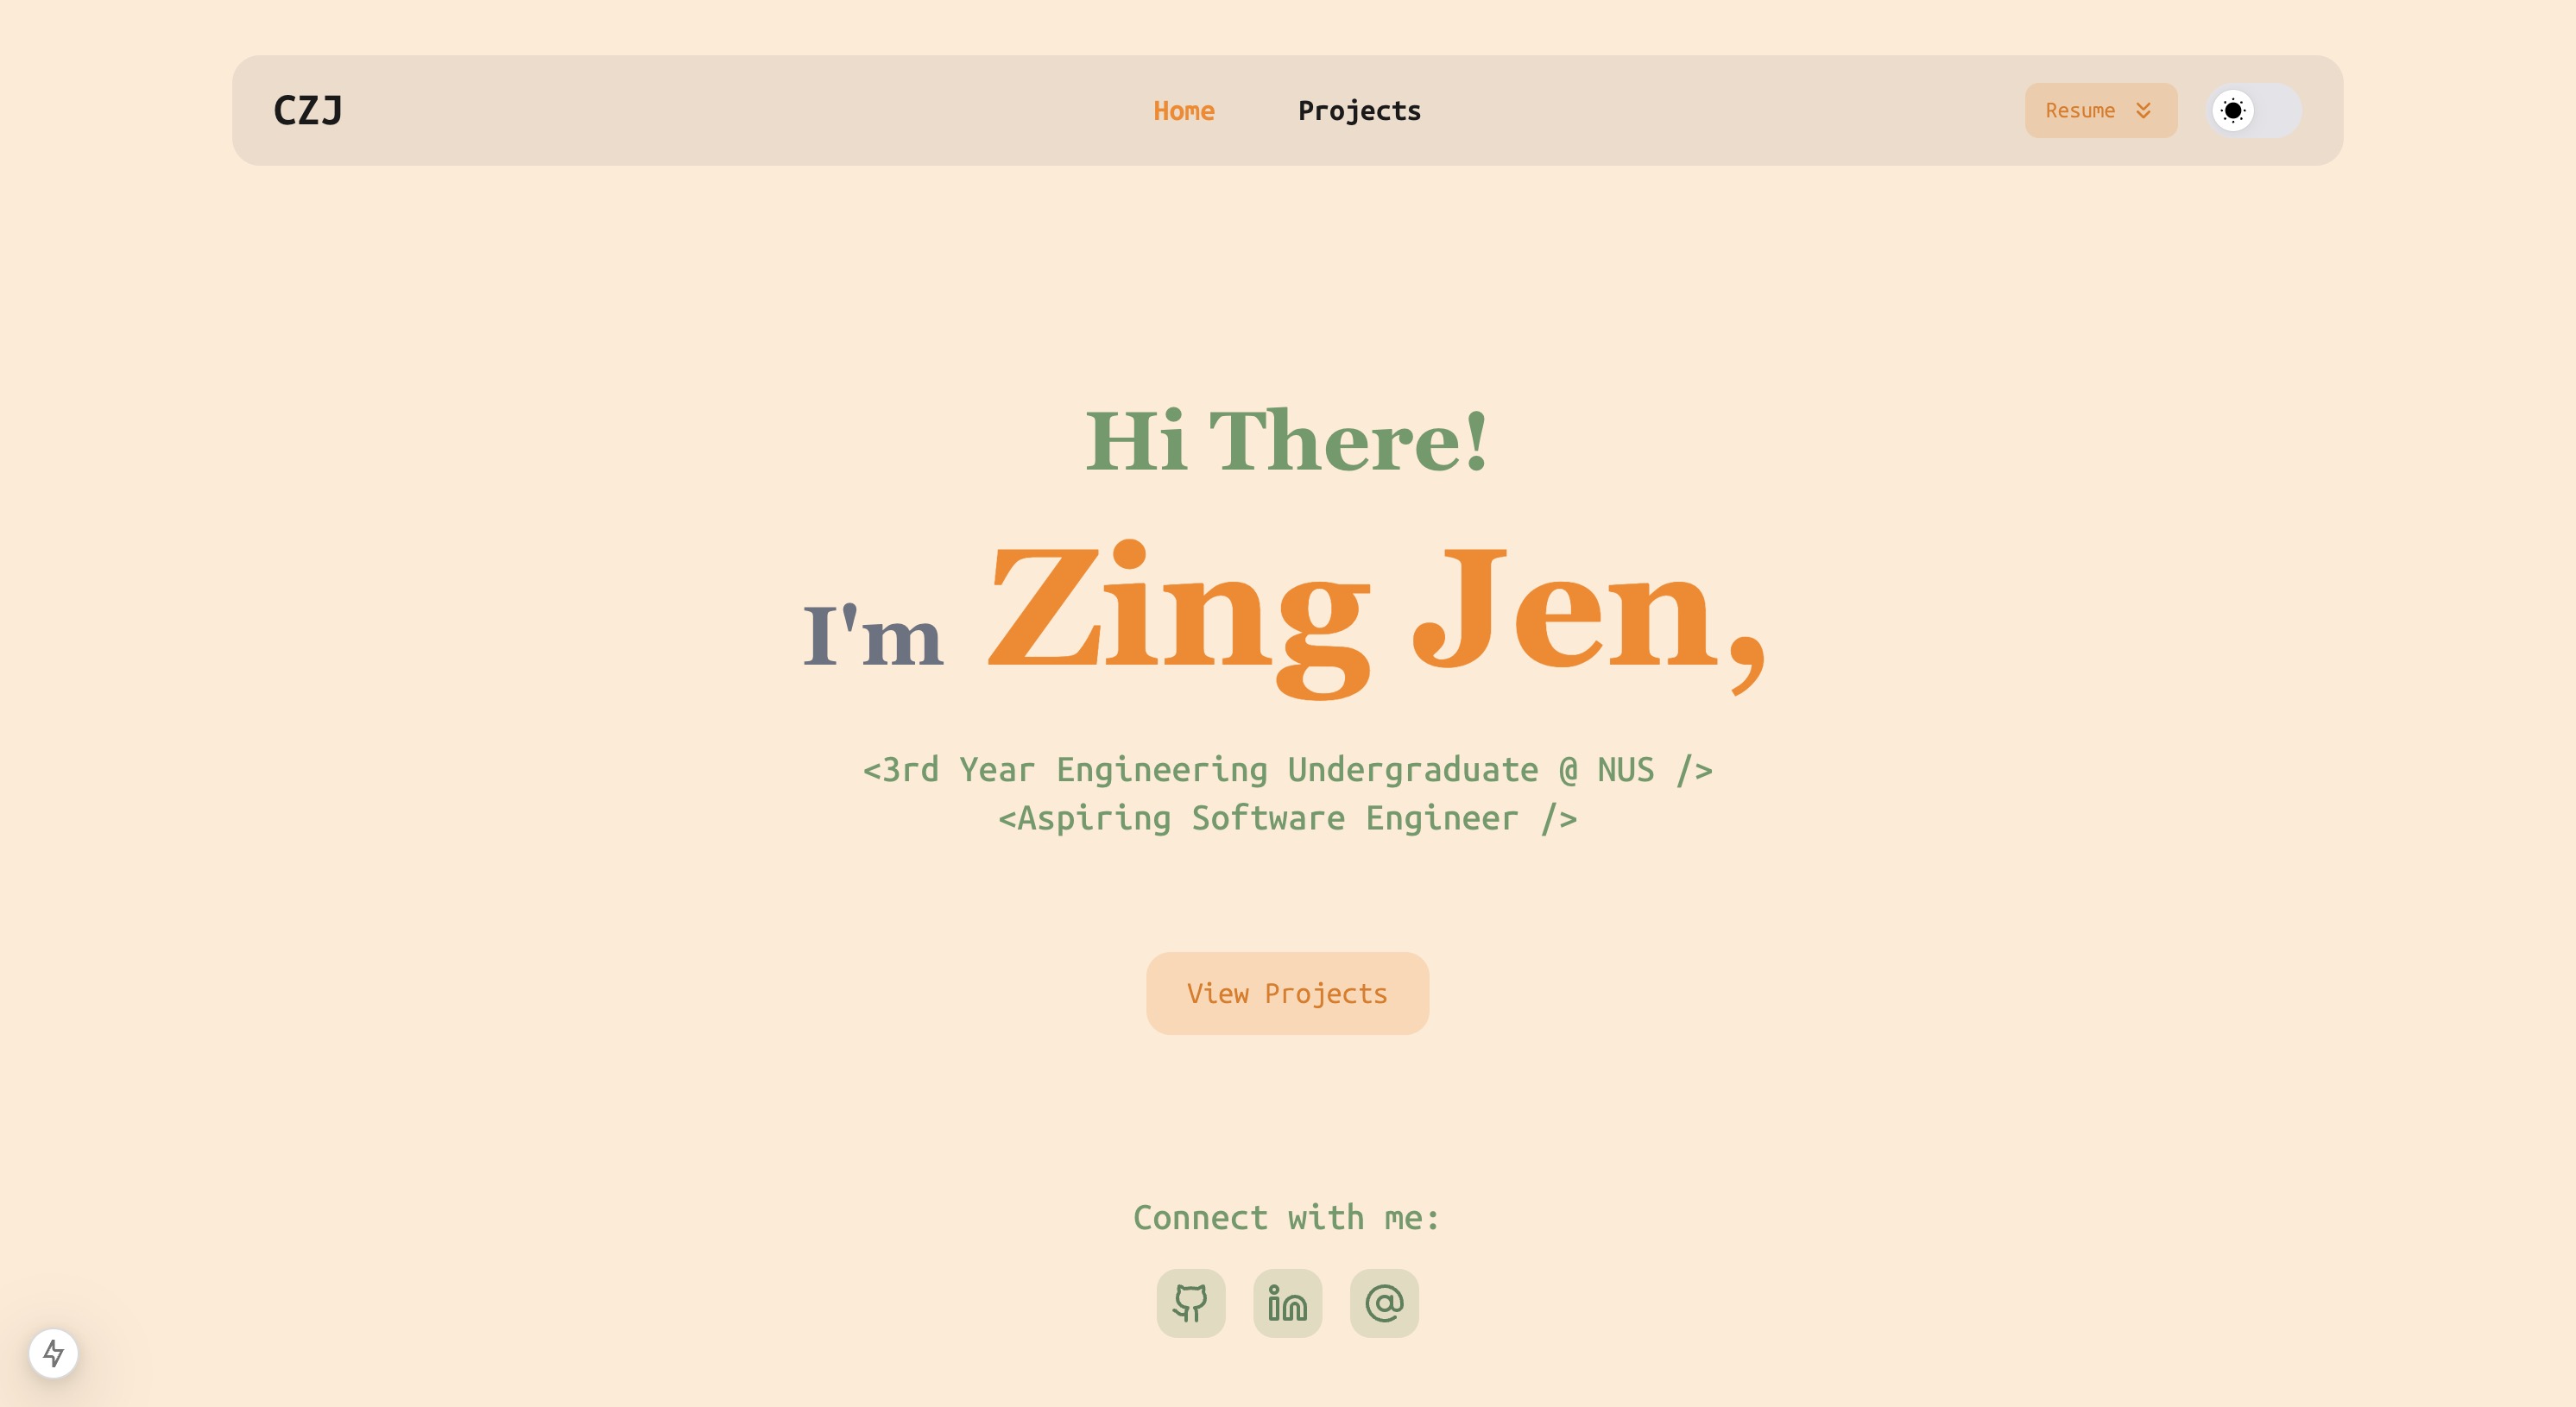 CZJ
Home
Projects
Resume
Hi There!
I'm Zing Jen,
<3rd Year Engineering Undergraduate @ NUS />
<Aspiring Software Engineer />
View Projects
Connect with me: